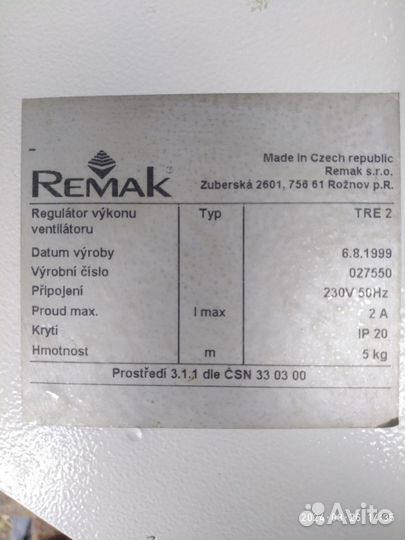 REMAK
Made in Czech republic
Remak s.r.o.
Zuberská 2601, 756 61 Rožnov p.R.
Regulátor výkonu Typ TRE 2
ventilátoru
Datum výroby 6.8.1999
Výrobní číslo 027550
Připojení 230V 50Hz
Proud max. I max 2 A
Krytí IP 20
Hmotnost m 5 kg
Prostředí 3.1.1 dle ČSN 33 03 00
Avito